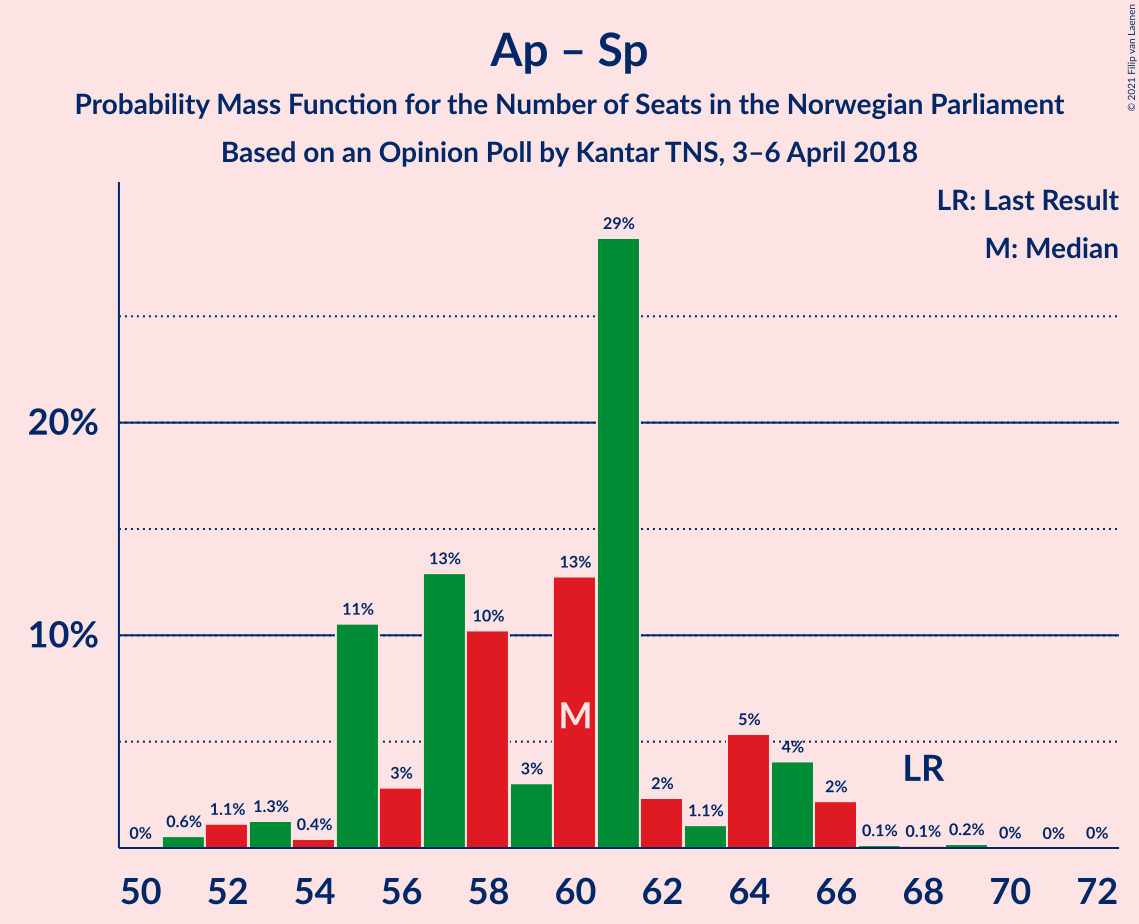 © 2021 Filip van Laenen
Ap – Sp
Probability Mass Function for the Number of Seats in the Norwegian Parliament
Based on an Opinion Poll by Kantar TNS, 3–6 April 2018
LR: Last Result
M: Median
20%
10%
0% 0.6% 1.1% 1.3% 0.4% 11% 3% 13% 10% 3% 13% 29% 2% 1.1% 5% 4% 2% 0.1% 0.1% 0.2% 0% 0% 0%
M
LR
50 52 54 56 58 60 62 64 66 68 70 72